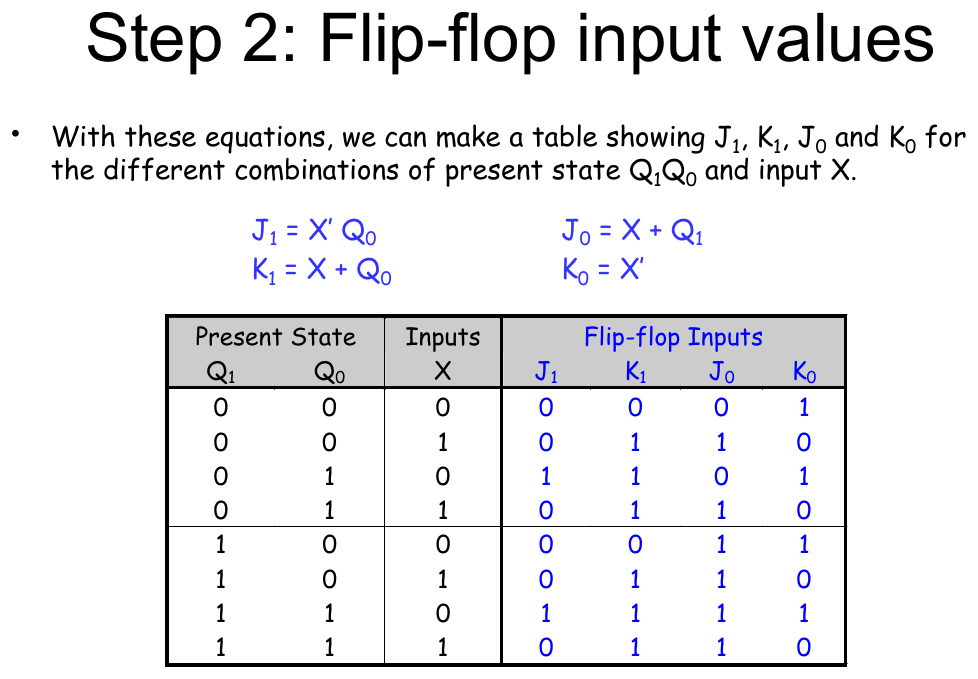 Step 2: Flip-flop input values
• With these equations, we can make a table showing J₁, K₁, J₀ and K₀ for
the different combinations of present state Q₁Q₀ and input X.
J₁ = X’ Q₀ J₀ = X + Q₁
K₁ = X + Q₀ K₀ = X’
Present State Inputs Flip-flop Inputs
Q₁ Q₀ X J₁ K₁ J₀ K₀
0 0 0 0 0 0 1
0 0 1 0 1 1 0
0 1 0 1 1 0 1
0 1 1 0 1 1 0
1 0 0 0 0 1 1
1 0 1 0 1 1 0
1 1 0 1 1 1 1
1 1 1 0 1 1 0